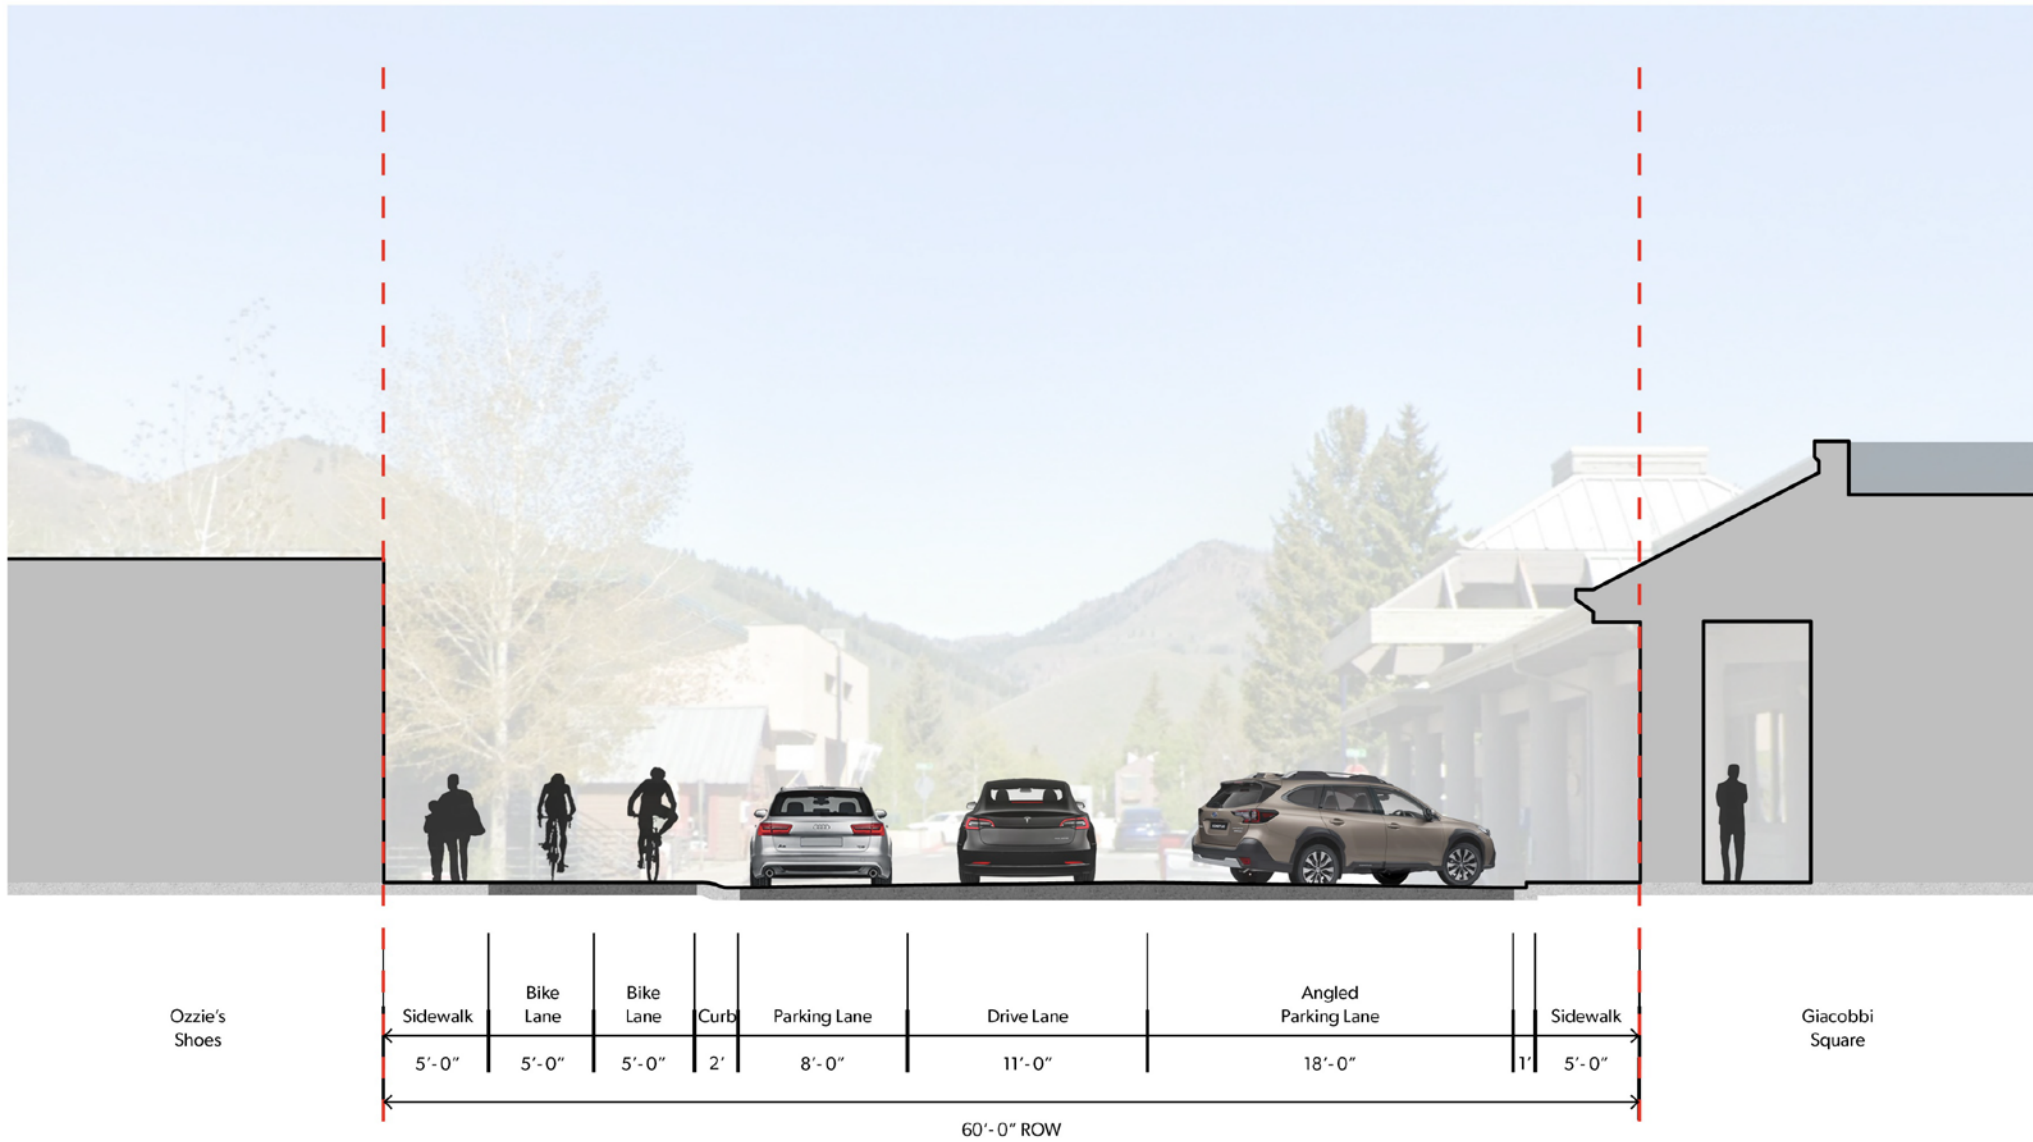 Ozzie's
Shoes
Sidewalk
5'-0"
Bike
Lane
5'-0"
Bike
Lane
5'-0"
Curb
2'
Parking Lane
8'-0"
Drive Lane
11'-0"
Angled
Parking Lane
18'-0"
1'
Sidewalk
5'-0"
Giacobbi
Square
60'-0" ROW